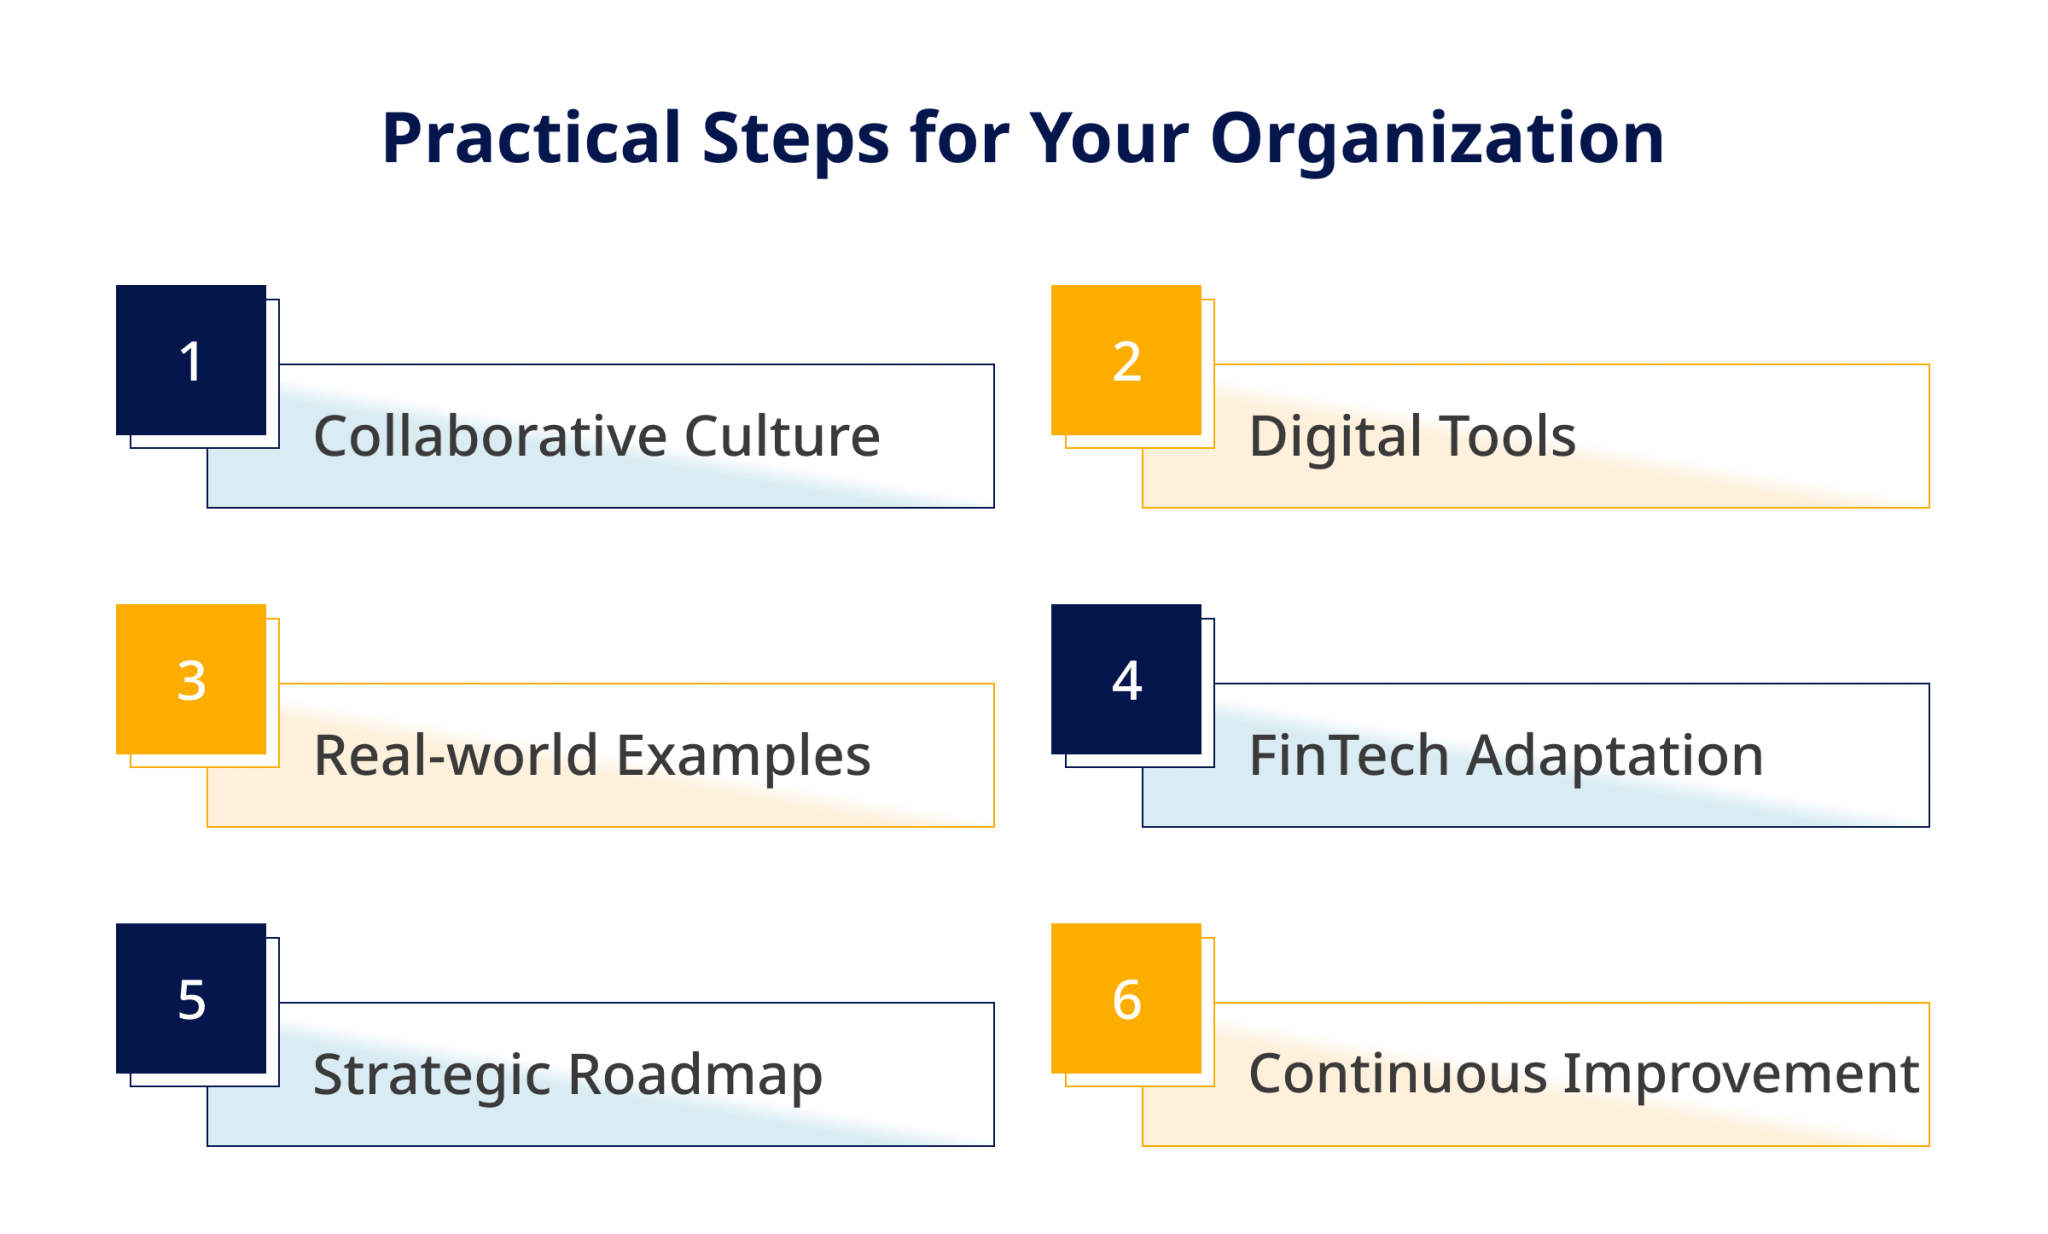 Practical Steps for Your Organization
1
Collaborative Culture
2
Digital Tools
3
Real-world Examples
4
FinTech Adaptation
5
Strategic Roadmap
6
Continuous Improvement